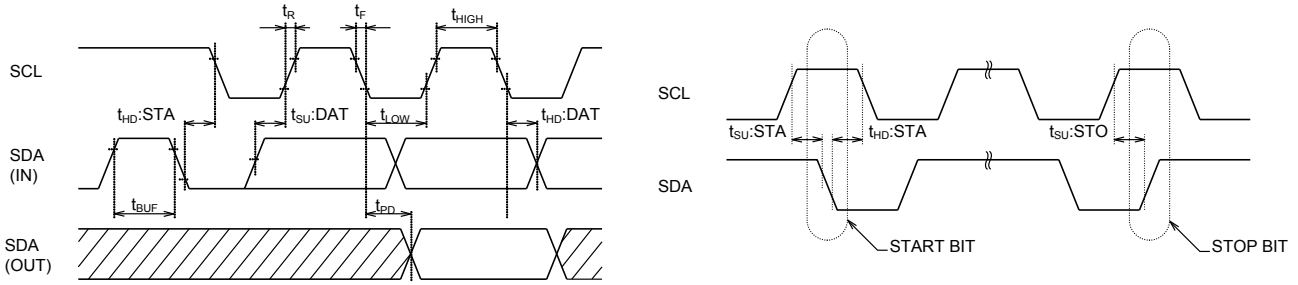 tR
tF
tHIGH
SCL
tHD:STA
tSU:DAT
tLOW
tHD:DAT
SDA
(IN)
tBUF
tPD
SDA
(OUT)
SCL
tSU:STA
tHD:STA
tSU:STO
SDA
START BIT
STOP BIT